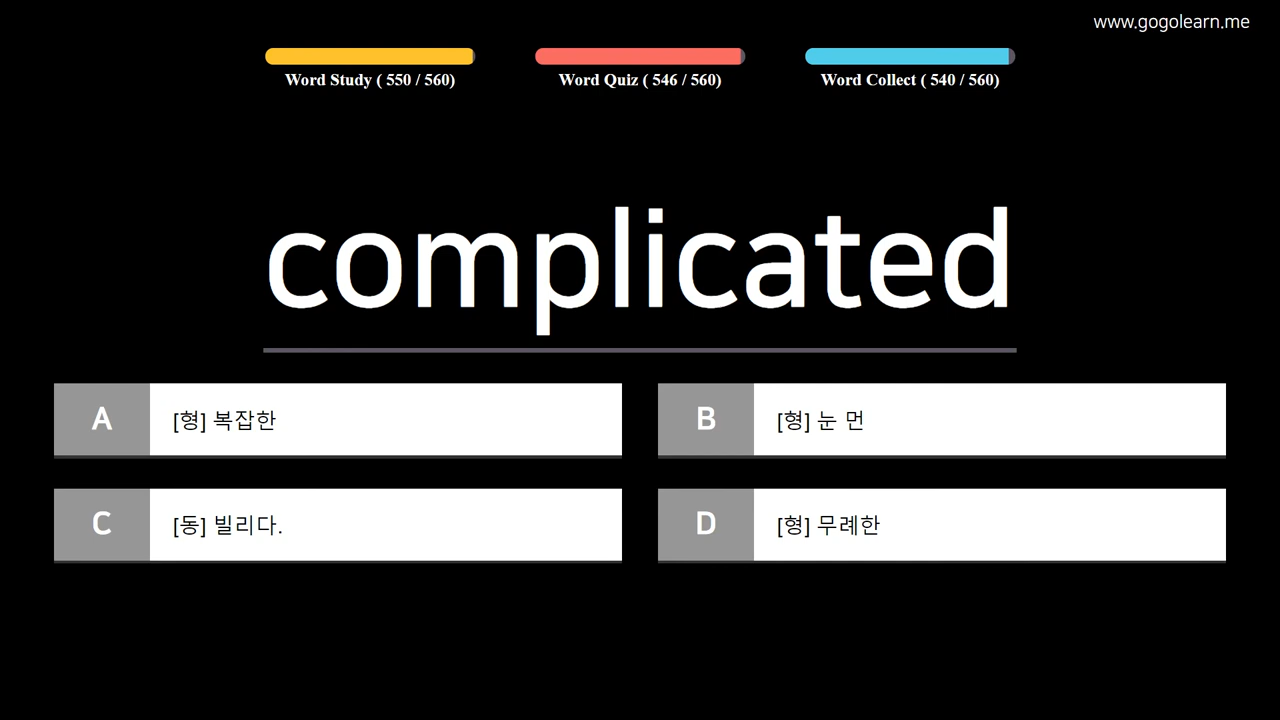 www.gogolearn.me
Word Study ( 550 / 560)
Word Quiz ( 546 / 560)
Word Collect ( 540 / 560)
complicated
A [형] 복잡한
B [형] 눈 먼
C [동] 빌리다.
D [형] 무례한